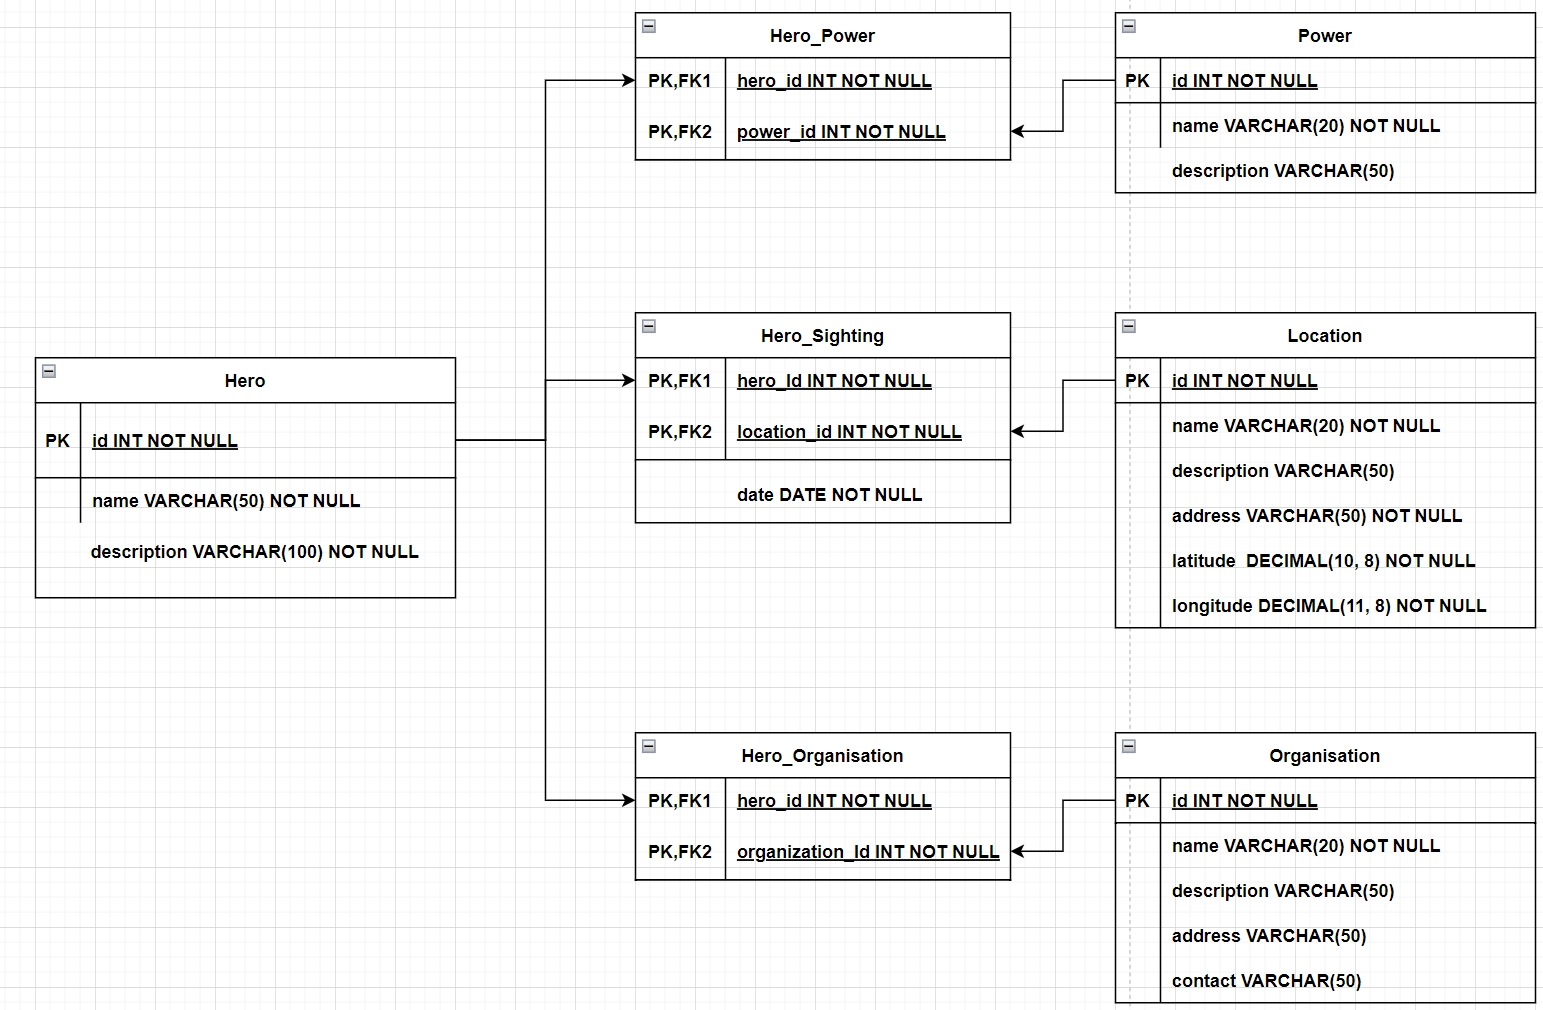 Hero_Power
PK,FK1 hero_id INT NOT NULL
PK,FK2 power_id INT NOT NULL
Power
PK id INT NOT NULL
name VARCHAR(20) NOT NULL
description VARCHAR(50)
Hero
PK id INT NOT NULL
name VARCHAR(50) NOT NULL
description VARCHAR(100) NOT NULL
Hero_Sighting
PK,FK1 hero_Id INT NOT NULL
PK,FK2 location_id INT NOT NULL
date DATE NOT NULL
Location
PK id INT NOT NULL
name VARCHAR(20) NOT NULL
description VARCHAR(50)
address VARCHAR(50) NOT NULL
latitude  DECIMAL(10, 8) NOT NULL
longitude DECIMAL(11, 8) NOT NULL
Hero_Organisation
PK,FK1 hero_id INT NOT NULL
PK,FK2 organization_Id INT NOT NULL
Organisation
PK id INT NOT NULL
name VARCHAR(20) NOT NULL
description VARCHAR(50)
address VARCHAR(50)
contact VARCHAR(50)